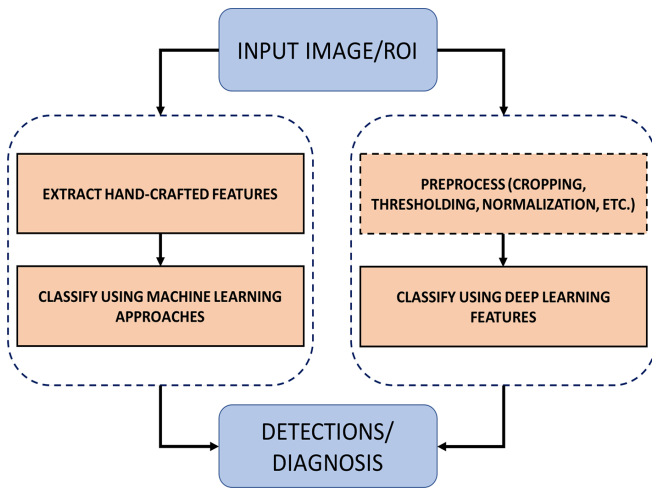 INPUT IMAGE/ROI
EXTRACT HAND-CRAFTED FEATURES
CLASSIFY USING MACHINE LEARNING
APPROACHES
PREPROCESS (CROPPING,
THRESHOLDING, NORMALIZATION, ETC.)
CLASSIFY USING DEEP LEARNING
FEATURES
DETECTIONS/
DIAGNOSIS